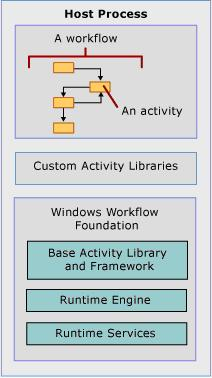 Host Process
A workflow
An activity
Custom Activity Libraries
Windows Workflow
Foundation
Base Activity Library
and Framework
Runtime Engine
Runtime Services